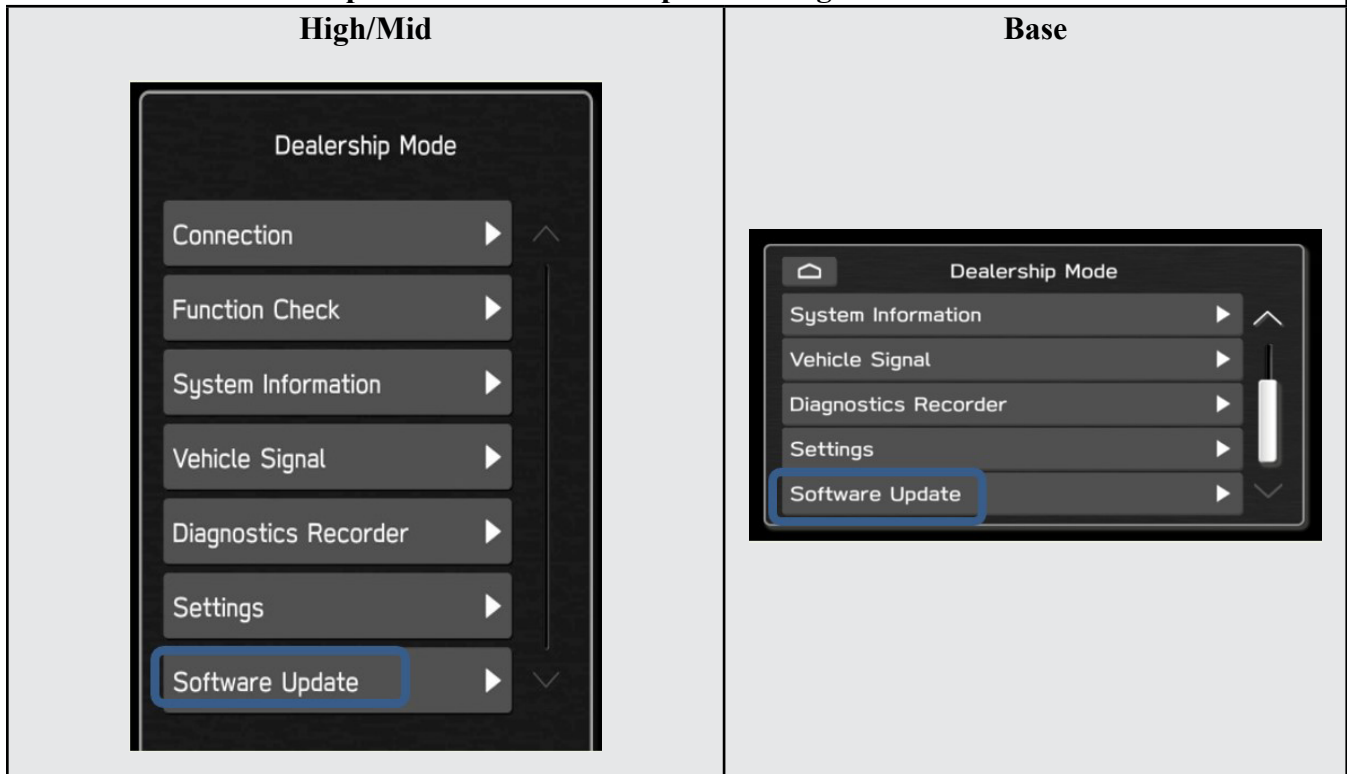 High/Mid
Base
Dealership Mode
Connection
Function Check
System Information
Vehicle Signal
Diagnostics Recorder
Settings
Software Update
Dealership Mode
System Information
Vehicle Signal
Diagnostics Recorder
Settings
Software Update